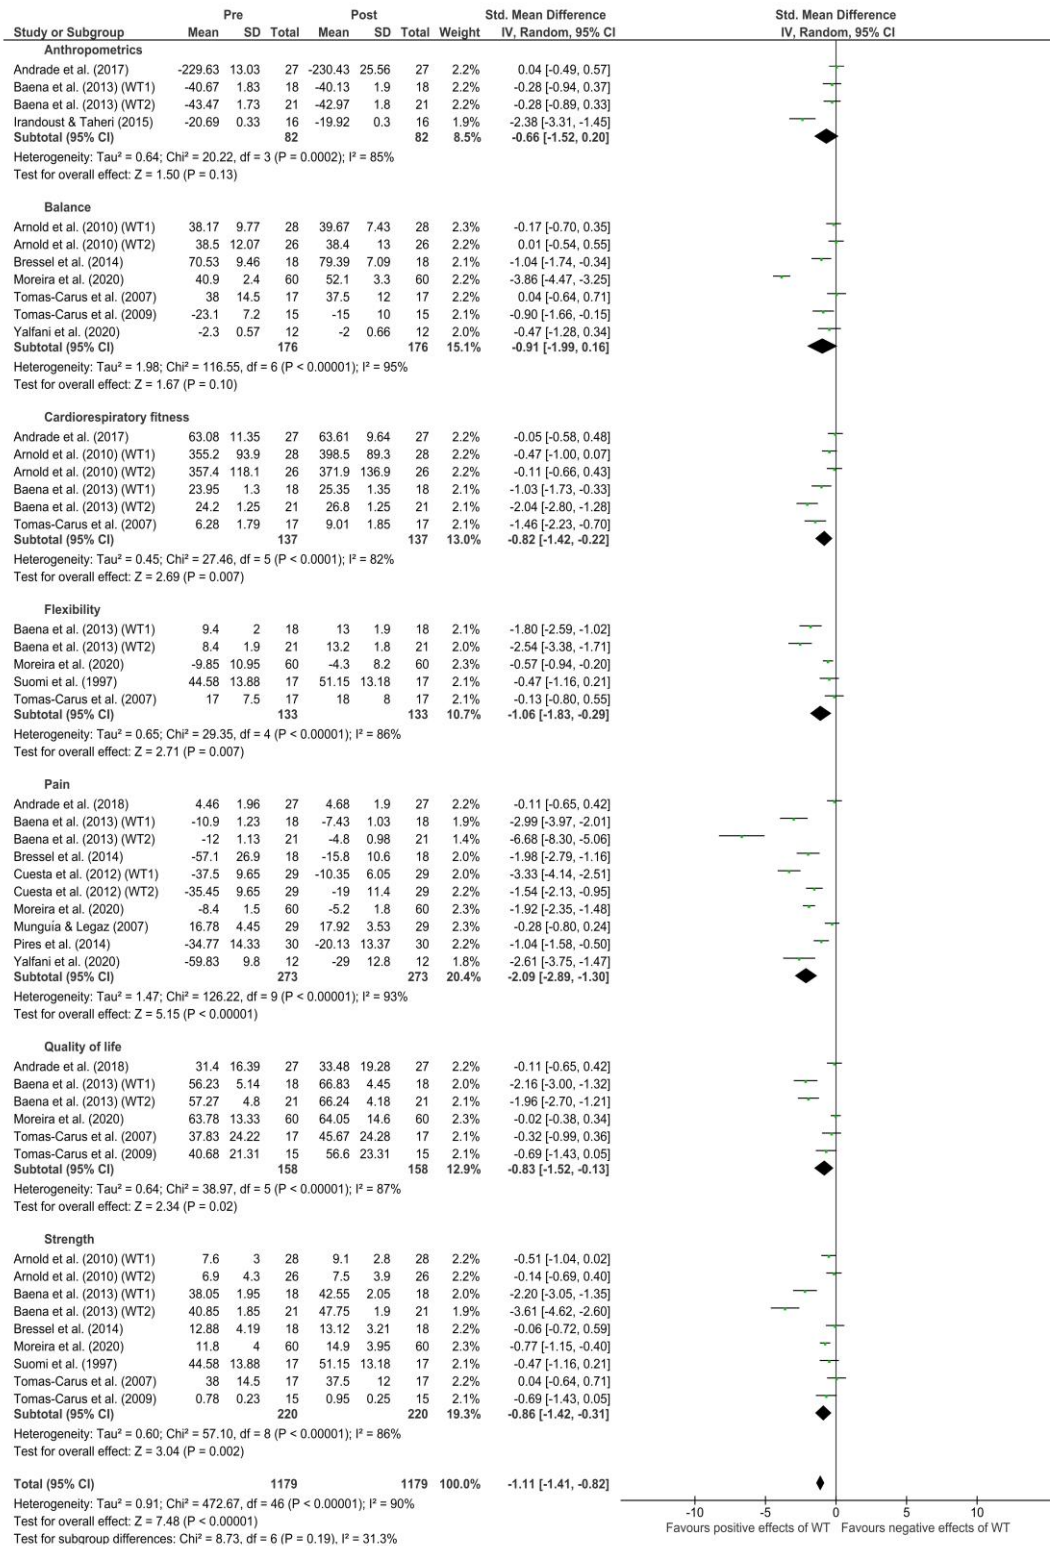 Pre Post Std. Mean Difference Std. Mean Difference
Study or Subgroup Mean SD Total Mean SD Total Weight IV, Random, 95% CI IV, Random, 95% CI
Anthropometrics
Andrade et al. (2017) -229.63 13.03 27 -230.43 25.56 27 2.2% 0.04 [-0.49, 0.57]
Baena et al. (2013) (WT1) -40.67 1.83 18 -40.13 1.9 18 2.2% -0.28 [-0.94, 0.37]
Baena et al. (2013) (WT2) -43.47 1.73 21 -42.97 1.8 21 2.2% -0.28 [-0.89, 0.33]
Irandoust & Taheri (2015) -20.69 0.33 16 -19.92 0.3 16 1.9% -2.38 [-3.31, -1.45]
Subtotal (95% CI) 82 82 8.5% -0.66 [-1.52, 0.20]
Heterogeneity: Tau² = 0.64; Chi² = 20.22, df = 3 (P = 0.0002); I² = 85%
Test for overall effect: Z = 1.50 (P = 0.13)
Balance
Arnold et al. (2010) (WT1) 38.17 9.77 28 39.67 7.43 28 2.3% -0.17 [-0.70, 0.35]
Arnold et al. (2010) (WT2) 38.5 12.07 26 38.4 13 26 2.2% 0.01 [-0.54, 0.55]
Bressel et al. (2014) 70.53 9.46 18 79.39 7.09 18 2.1% -1.04 [-1.74, -0.34]
Moreira et al. (2020) 40.9 2.4 60 52.1 3.3 60 2.2% -3.86 [-4.47, -3.25]
Tomas-Carus et al. (2007) 38 14.5 17 37.5 12 17 2.2% 0.04 [-0.64, 0.71]
Tomas-Carus et al. (2009) -23.1 7.2 15 -15 10 15 2.1% -0.90 [-1.66, -0.15]
Yalfani et al. (2020) -2.3 0.57 12 -2 0.66 12 2.0% -0.47 [-1.28, 0.34]
Subtotal (95% CI) 176 176 15.1% -0.91 [-1.99, 0.16]
Heterogeneity: Tau² = 1.98; Chi² = 116.55, df = 6 (P < 0.00001); I² = 95%
Test for overall effect: Z = 1.67 (P = 0.10)
Cardiorespiratory fitness
Andrade et al. (2017) 63.08 11.35 27 63.61 9.64 27 2.2% -0.05 [-0.58, 0.48]
Arnold et al. (2010) (WT1) 355.2 93.9 28 398.5 89.3 28 2.2% -0.47 [-1.00, 0.07]
Arnold et al. (2010) (WT2) 357.4 118.1 26 371.9 136.9 26 2.2% -0.11 [-0.66, 0.43]
Baena et al. (2013) (WT1) 23.95 1.3 18 25.35 1.35 18 2.1% -1.03 [-1.73, -0.33]
Baena et al. (2013) (WT2) 24.2 1.25 21 26.8 1.25 21 2.1% -2.04 [-2.80, -1.28]
Tomas-Carus et al. (2007) 6.28 1.79 17 9.01 1.85 17 2.1% -1.46 [-2.23, -0.70]
Subtotal (95% CI) 137 137 13.0% -0.82 [-1.42, -0.22]
Heterogeneity: Tau² = 0.45; Chi² = 27.46, df = 5 (P < 0.0001); I² = 82%
Test for overall effect: Z = 2.69 (P = 0.007)
Flexibility
Baena et al. (2013) (WT1) 9.4 2 18 13 1.9 18 2.1% -1.80 [-2.59, -1.02]
Baena et al. (2013) (WT2) 8.4 1.9 21 13.2 1.8 21 2.0% -2.54 [-3.38, -1.71]
Moreira et al. (2020) -9.85 10.95 60 -4.3 8.2 60 2.3% -0.57 [-0.94, -0.20]
Suomi et al. (1997) 44.58 13.88 17 51.15 13.18 17 2.1% -0.47 [-1.16, 0.21]
Tomas-Carus et al. (2007) 17 7.5 17 18 8 17 2.2% -0.13 [-0.80, 0.55]
Subtotal (95% CI) 133 133 10.7% -1.06 [-1.83, -0.29]
Heterogeneity: Tau² = 0.65; Chi² = 29.35, df = 4 (P < 0.00001); I² = 86%
Test for overall effect: Z = 2.71 (P = 0.007)
Pain
Andrade et al. (2018) 4.46 1.96 27 4.68 1.9 27 2.2% -0.11 [-0.65, 0.42]
Baena et al. (2013) (WT1) -10.9 1.23 18 -7.43 1.03 18 1.8% -2.99 [-3.97, -2.01]
Baena et al. (2013) (WT2) -12 1.13 21 -4.8 0.98 21 1.4% -6.68 [-8.30, -5.06]
Bressel et al. (2014) -57.1 26.9 18 -15.8 10.6 18 2.0% -1.98 [-2.79, -1.16]
Cuesta et al. (2012) (WT1) -37.5 9.65 29 -10.35 6.05 29 2.0% -3.33 [-4.14, -2.51]
Cuesta et al. (2012) (WT2) -35.45 9.65 29 -19 11.4 29 2.2% -1.54 [-2.13, -0.95]
Moreira et al. (2020) -8.4 1.5 60 -5.2 1.8 60 2.3% -1.92 [-2.35, -1.48]
Munguía & Legaz (2007) 16.78 4.45 29 17.92 3.53 29 2.3% -0.28 [-0.80, 0.24]
Pires et al. (2014) -34.77 14.33 30 -20.13 13.37 30 2.2% -1.04 [-1.58, -0.50]
Yalfani et al. (2020) -59.83 9.8 12 -29 12.8 12 1.8% -2.61 [-3.75, -1.47]
Subtotal (95% CI) 273 273 20.4% -2.09 [-2.89, -1.30]
Heterogeneity: Tau² = 1.47; Chi² = 126.22, df = 9 (P < 0.00001); I² = 93%
Test for overall effect: Z = 5.15 (P < 0.00001)
Quality of life
Andrade et al. (2018) 31.4 16.39 27 33.48 19.28 27 2.2% -0.11 [-0.65, 0.42]
Baena et al. (2013) (WT1) 56.23 5.14 18 66.83 4.45 18 2.0% -2.16 [-3.00, -1.32]
Baena et al. (2013) (WT2) 57.27 4.8 21 66.24 4.18 21 2.1% -1.96 [-2.70, -1.21]
Moreira et al. (2020) 63.78 13.33 60 64.05 14.6 60 2.3% -0.02 [-0.38, 0.34]
Tomas-Carus et al. (2007) 37.83 24.22 17 45.67 24.28 17 2.1% -0.32 [-0.99, 0.36]
Tomas-Carus et al. (2009) 40.68 21.31 15 56.6 23.31 15 2.1% -0.69 [-1.43, 0.05]
Subtotal (95% CI) 158 158 12.9% -0.83 [-1.52, -0.13]
Heterogeneity: Tau² = 0.64; Chi² = 38.97, df = 5 (P < 0.00001); I² = 87%
Test for overall effect: Z = 2.34 (P = 0.02)
Strength
Arnold et al. (2010) (WT1) 7.6 3 28 9.1 2.8 28 2.2% -0.51 [-1.04, 0.02]
Arnold et al. (2010) (WT2) 6.9 4.3 26 7.5 3.9 26 2.2% -0.14 [-0.69, 0.40]
Baena et al. (2013) (WT1) 38.05 1.95 18 42.55 2.05 18 2.0% -2.20 [-3.05, -1.35]
Baena et al. (2013) (WT2) 40.85 1.85 21 47.75 1.9 21 1.9% -3.61 [-4.62, -2.60]
Bressel et al. (2014) 12.88 4.19 18 13.12 3.21 18 2.2% -0.06 [-0.72, 0.59]
Moreira et al. (2020) 11.8 4 60 14.9 3.95 60 2.3% -0.77 [-1.15, -0.40]
Suomi et al. (1997) 44.58 13.88 17 51.15 13.18 17 2.1% -0.47 [-1.16, 0.21]
Tomas-Carus et al. (2007) 38 14.5 17 37.5 12 17 2.2% 0.04 [-0.64, 0.71]
Tomas-Carus et al. (2009) 0.78 0.23 15 0.95 0.25 15 2.1% -0.69 [-1.43, 0.05]
Subtotal (95% CI) 220 220 19.3% -0.86 [-1.42, -0.31]
Heterogeneity: Tau² = 0.60; Chi² = 57.10, df = 8 (P < 0.00001); I² = 86%
Test for overall effect: Z = 3.04 (P = 0.002)
Total (95% CI) 1179 1179 100.0% -1.11 [-1.41, -0.82]
Heterogeneity: Tau² = 0.91; Chi² = 472.67, df = 46 (P < 0.00001); I² = 90%
Test for overall effect: Z = 7.48 (P < 0.00001)
Test for subgroup differences: Chi² = 8.73, df = 6 (P = 0.19), I² = 31.3%
-10 -5 0 5 10
Favours positive effects of WT Favours negative effects of WT